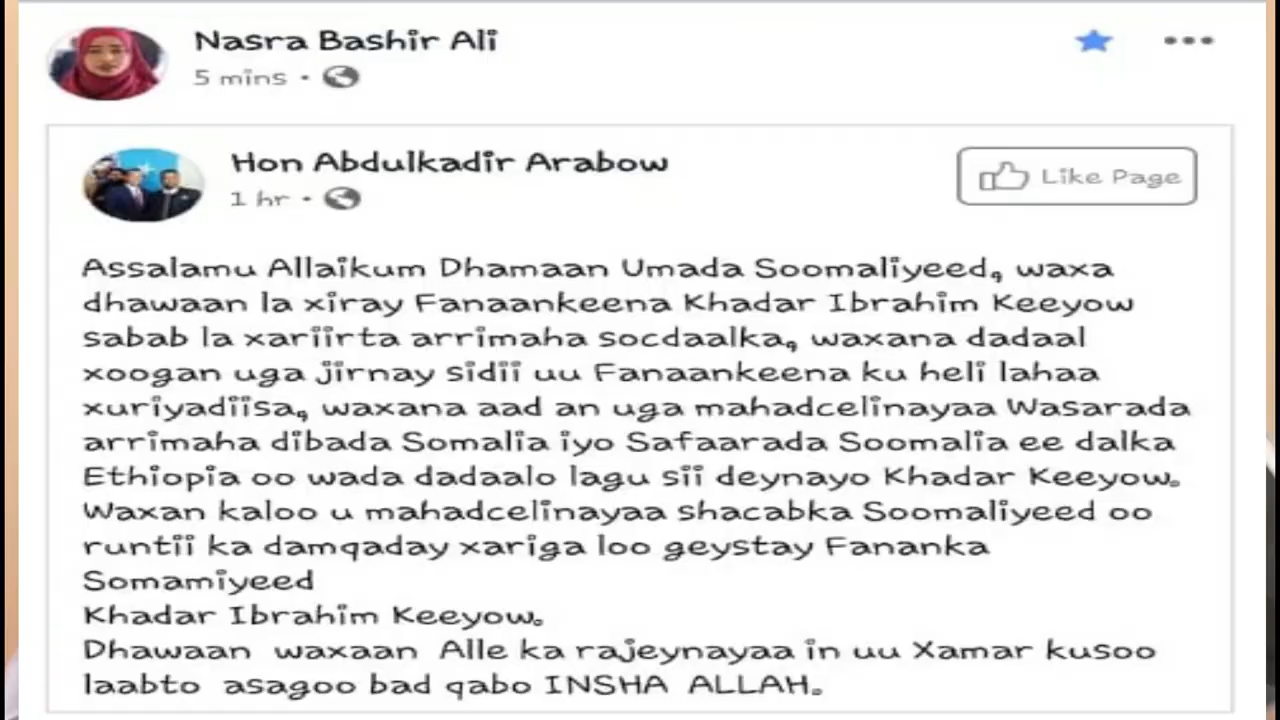 Nasra Bashir Ali
5 mins •
Hon Abdulkadir Arabow
1 hr •
Like Page
Assalamu Allaikum Dhamaan Umada Soomaliyeed, waxa
dhawaan la xiray Fanaankeena Khadar Ibrahim Keeyow
sabab la xariirta arrimaha socdaalka, waxana dadaal
xoogan uga jirnay sidii uu Fanaankeena ku heli lahaa
xuriyadiisa, waxana aad an uga mahadcelinayaa Wasarada
arrimaha dibada Somalia iyo Safaarada Soomalia ee dalka
Ethiopia oo wada dadaalo lagu sii deynayo Khadar Keeyow.
Waxan kaloo u mahadcelinayaa shacabka Soomaliyeed oo
runtii ka damqaday xariga loo geystay Fananka
Somamiyeed
Khadar Ibrahim Keeyow.
Dhawaan waxaan Alle ka rajeynayaa in uu Xamar kusoo
laabto asagoo bad qabo INSHA ALLAH.